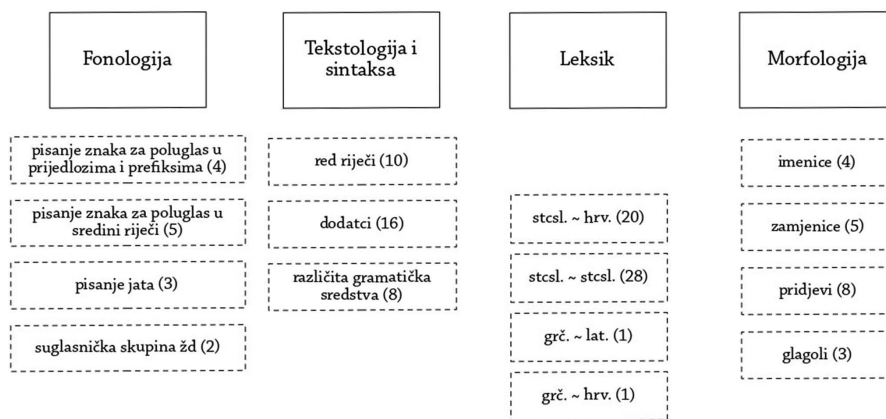 Fonologija
pisanje znaka za poluglas u
prijedlozima i prefiksima (4)
pisanje znaka za poluglas u
sredini riječi (5)
pisanje jata (3)
suglasnička skupina žd (2)
Tekstologija i
sintaksa
red riječi (10)
dodatci (16)
različita gramatička
sredstva (8)
Leksik
stcsl. ~ hrv. (20)
stcsl. ~ stcsl. (28)
grč. ~ lat. (1)
grč. ~ hrv. (1)
Morfologija
imenice (4)
zamjenice (5)
pridjevi (8)
glagoli (3)